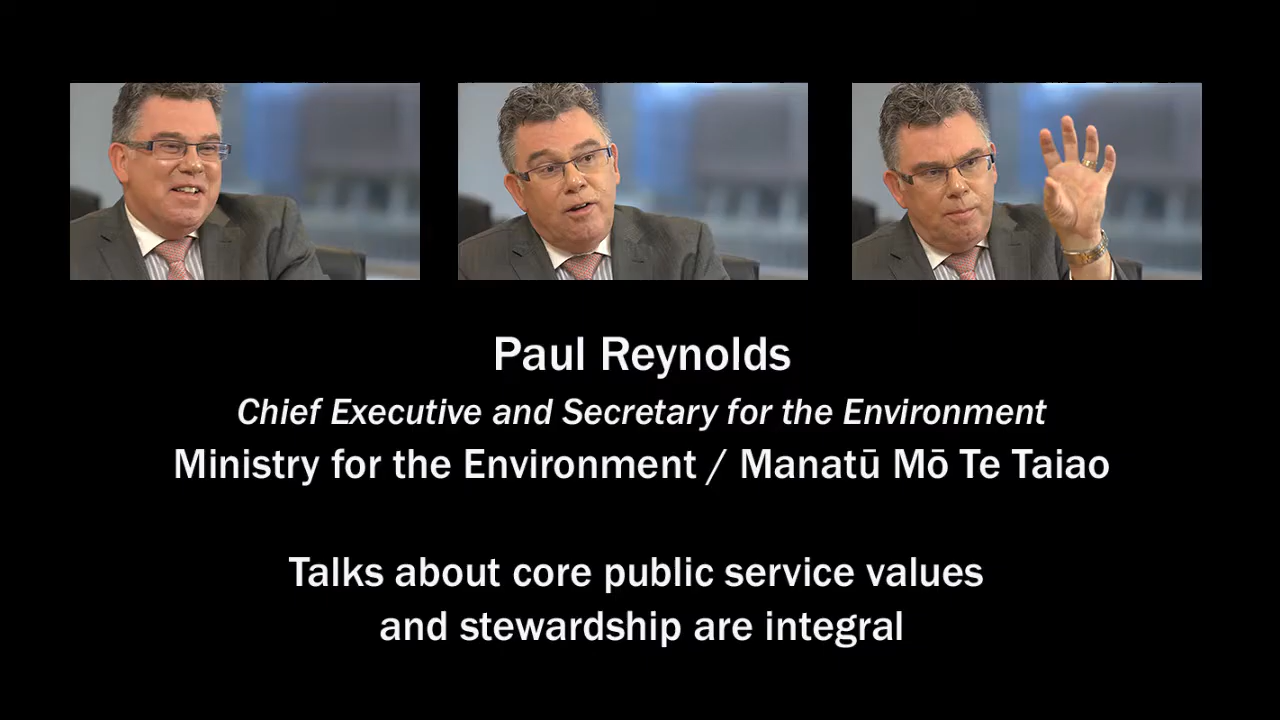 Paul Reynolds
Chief Executive and Secretary for the Environment
Ministry for the Environment / Manatū Mō Te Taiao
Talks about core public service values
and stewardship are integral